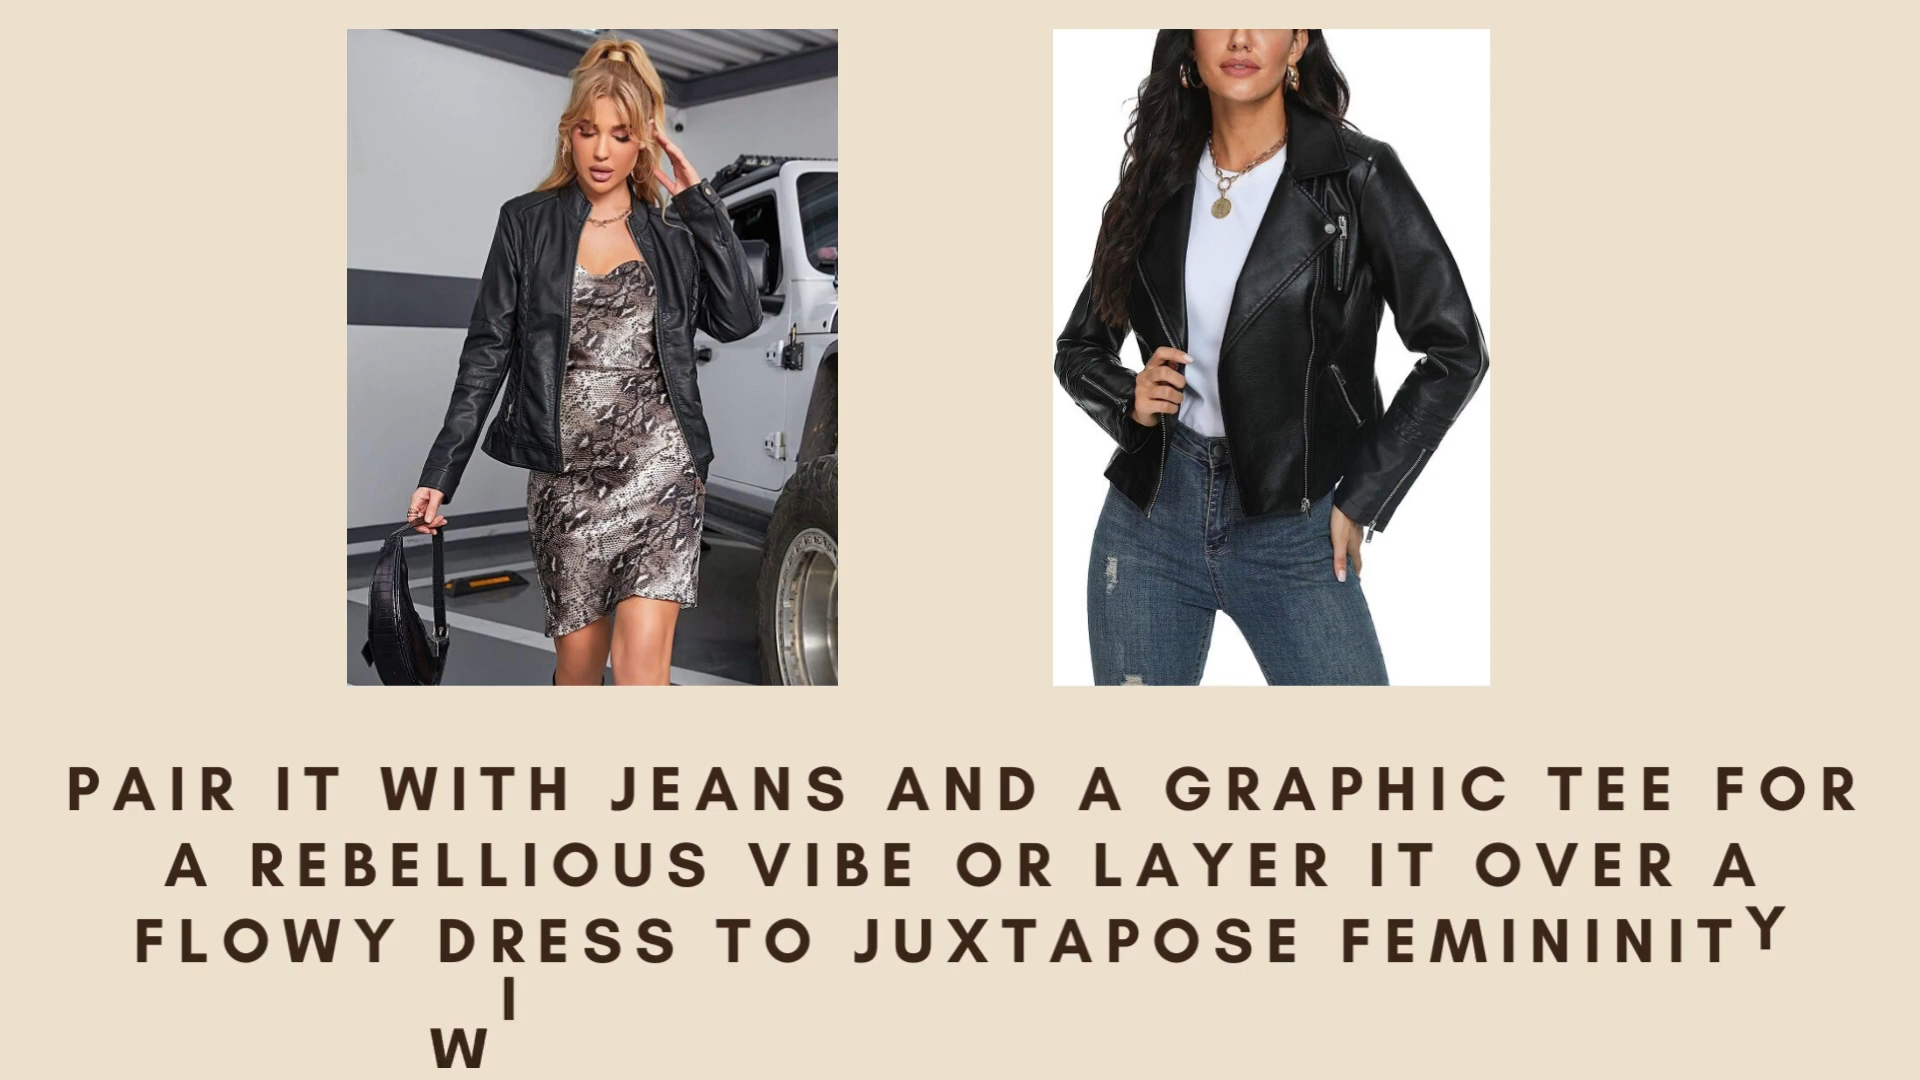 PAIR IT WITH JEANS AND A GRAPHIC TEE FOR
A REBELLIOUS VIBE OR LAYER IT OVER A
FLOWY DRESS TO JUXTAPOSE FEMININITY
WI